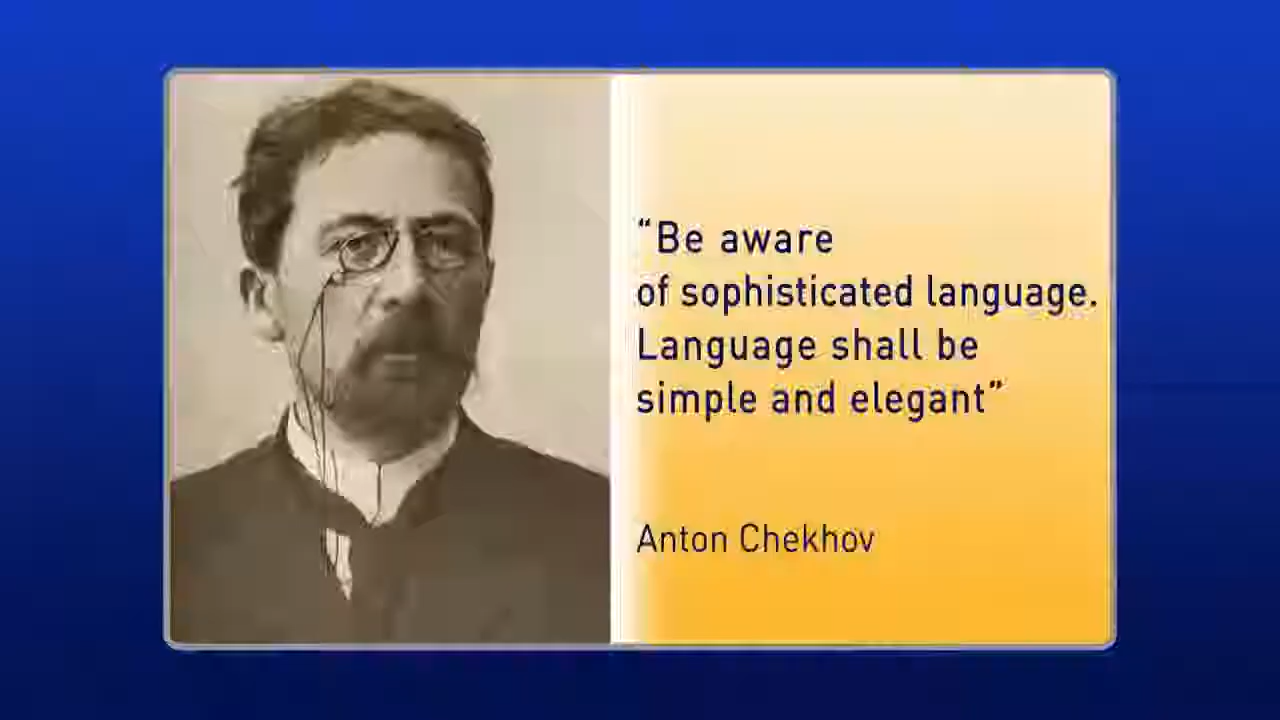 “Be aware
of sophisticated language.
Language shall be
simple and elegant”
Anton Chekhov